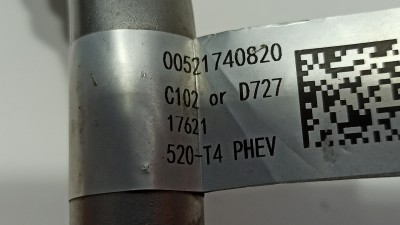 00521740820
C102 or D727
17621
520-T4 PHEV